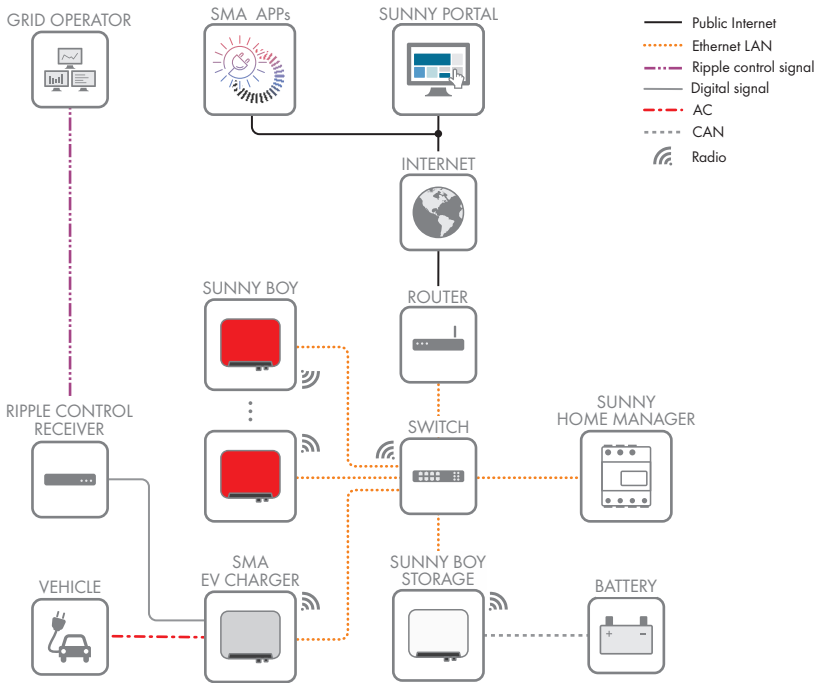 GRID OPERATOR
SMA APPs
SUNNY PORTAL
Public Internet
Ethernet LAN
Ripple control signal
Digital signal
AC
CAN
Radio
INTERNET
SUNNY BOY
ROUTER
RIPPLE CONTROL
RECEIVER
SWITCH
SUNNY
HOME MANAGER
VEHICLE
SMA
EV CHARGER
SUNNY BOY
STORAGE
BATTERY
+ −